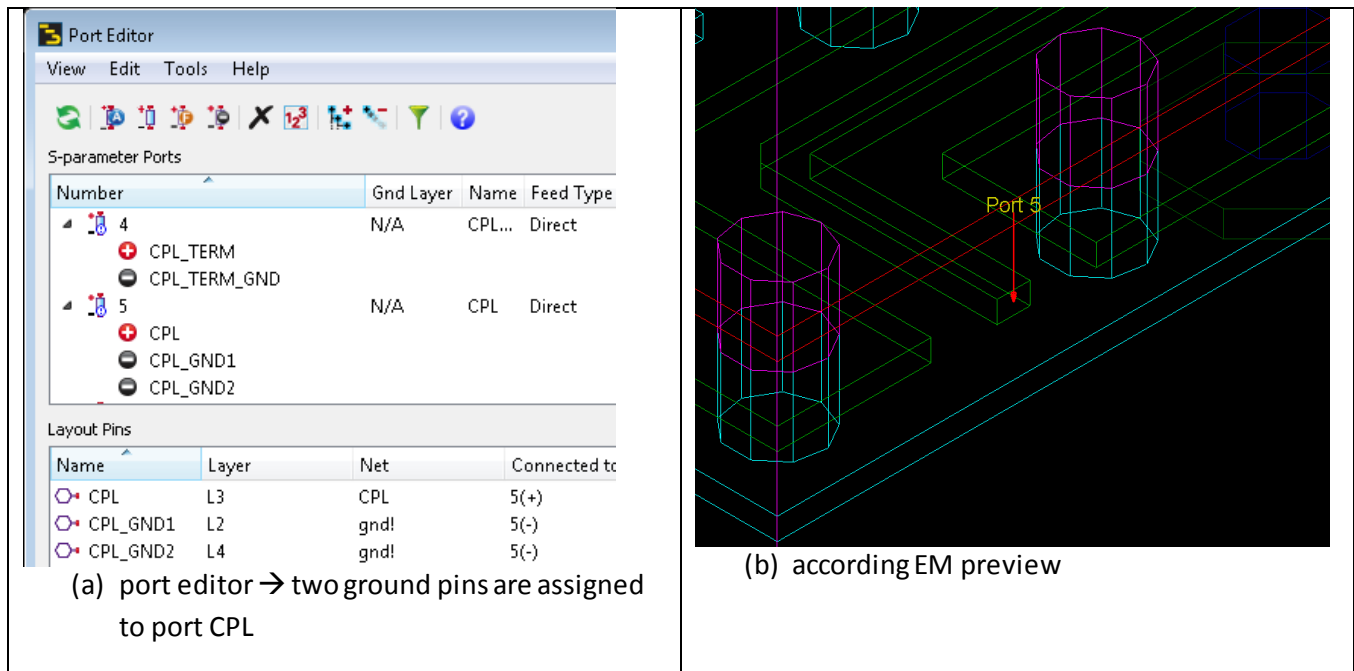 Port Editor
View Edit Tools Help
S-parameter Ports
Number Gnd Layer Name Feed Type
4 N/A CPL... Direct
CPL_TERM
CPL_TERM_GND
5 N/A CPL Direct
CPL
CPL_GND1
CPL_GND2
Layout Pins
Name Layer Net Connected to
CPL L3 CPL 5(+)
CPL_GND1 L2 gnd! 5(-)
CPL_GND2 L4 gnd! 5(-)
(a) port editor → two ground pins are assigned
to port CPL
Port 5
(b) according EM preview